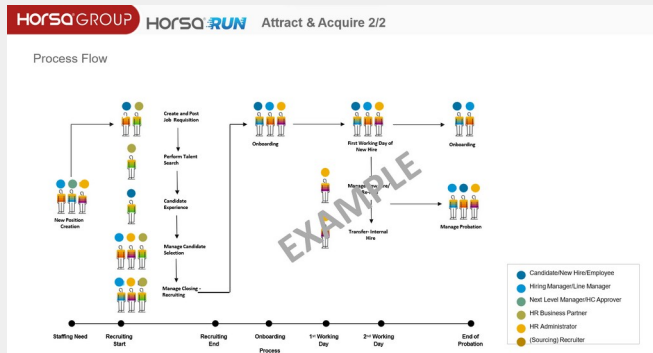 HORSA GROUP
HORSA RUN
Attract & Acquire 2/2
Process Flow
Create and Post
Job Requisition
Perform Talent
Search
Candidate
Experience
Manage Candidate
Selection
Manage Closing -
Recruiting
New Position
Creation
Onboarding
First Working Day of
New Hire
Onboarding
Transfer- Internal
Hire
Manage Probation
EXAMPLE
Candidate/New Hire/Employee
Hiring Manager/Line Manager
Next Level Manager/HC Approver
HR Business Partner
HR Administrator
(Sourcing) Recruiter
Staffing Need
Recruiting
Start
Recruiting
End
Onboarding
Process
1st Working
Day
2nd Working
Day
End of
Probation